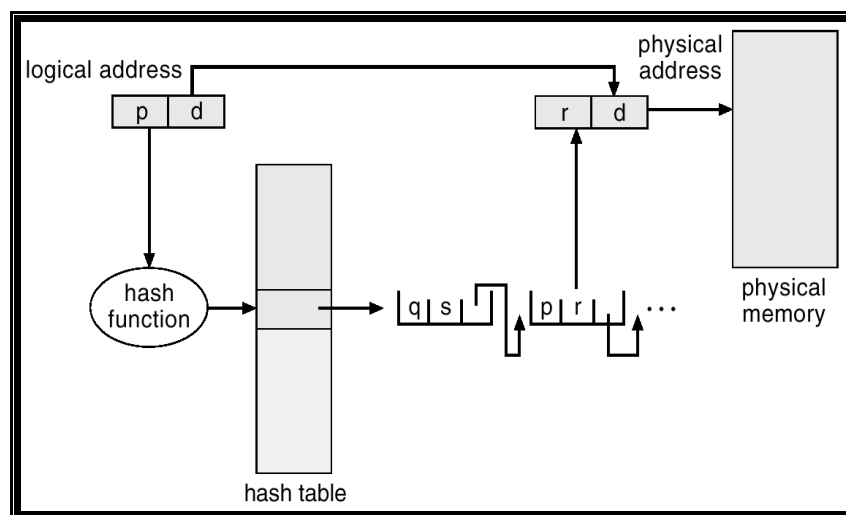 logical address
physical
address
p d
r d
hash
function
q s
p r
...
physical
memory
hash table